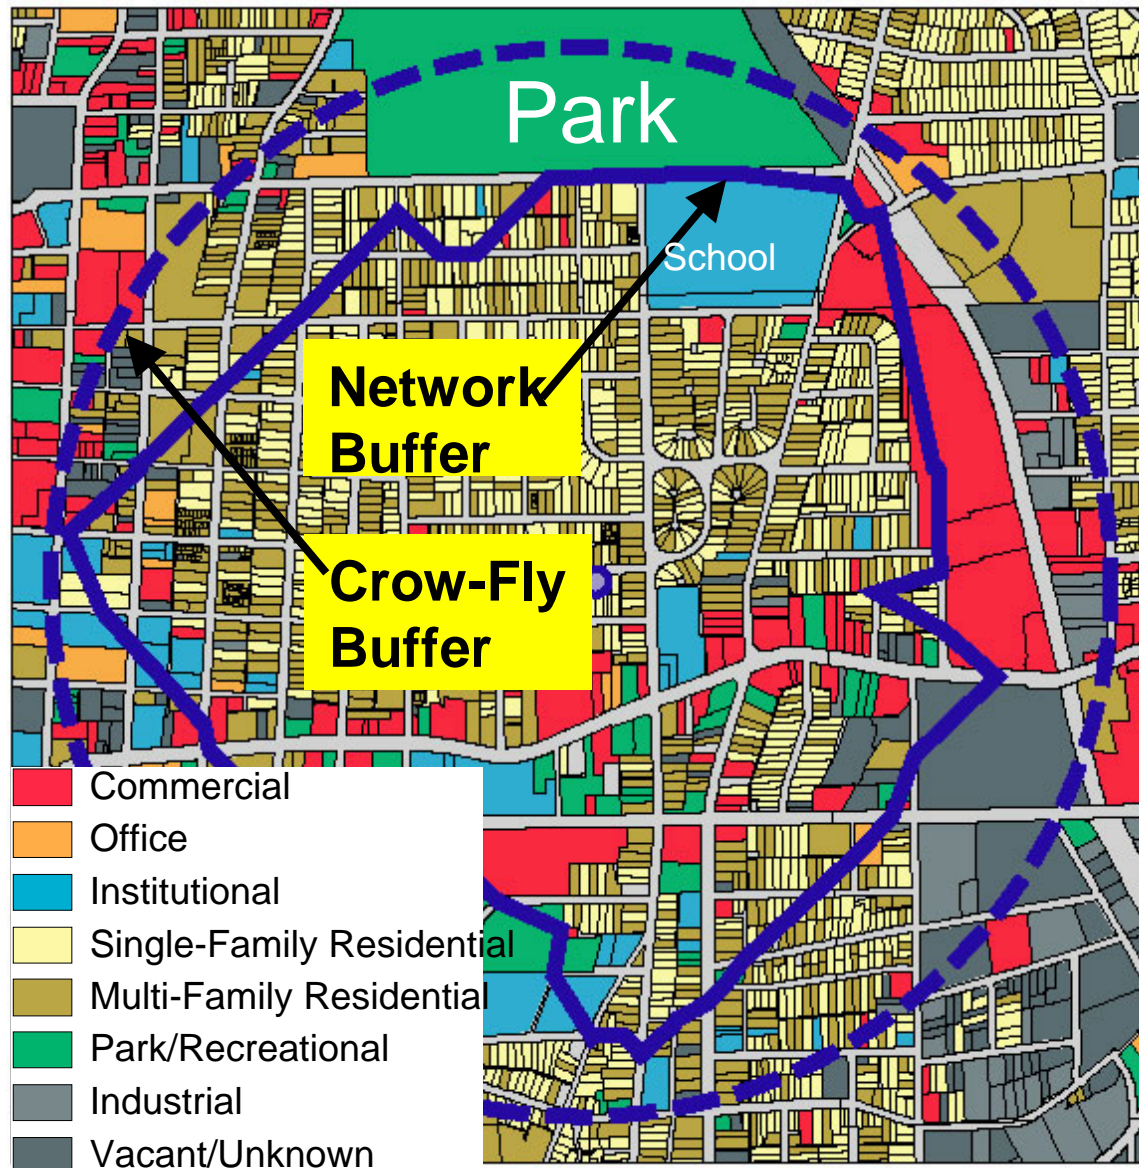 Park
School
Network
Buffer
Crow-Fly
Buffer
Commercial
Office
Institutional
Single-Family Residential
Multi-Family Residential
Park/Recreational
Industrial
Vacant/Unknown